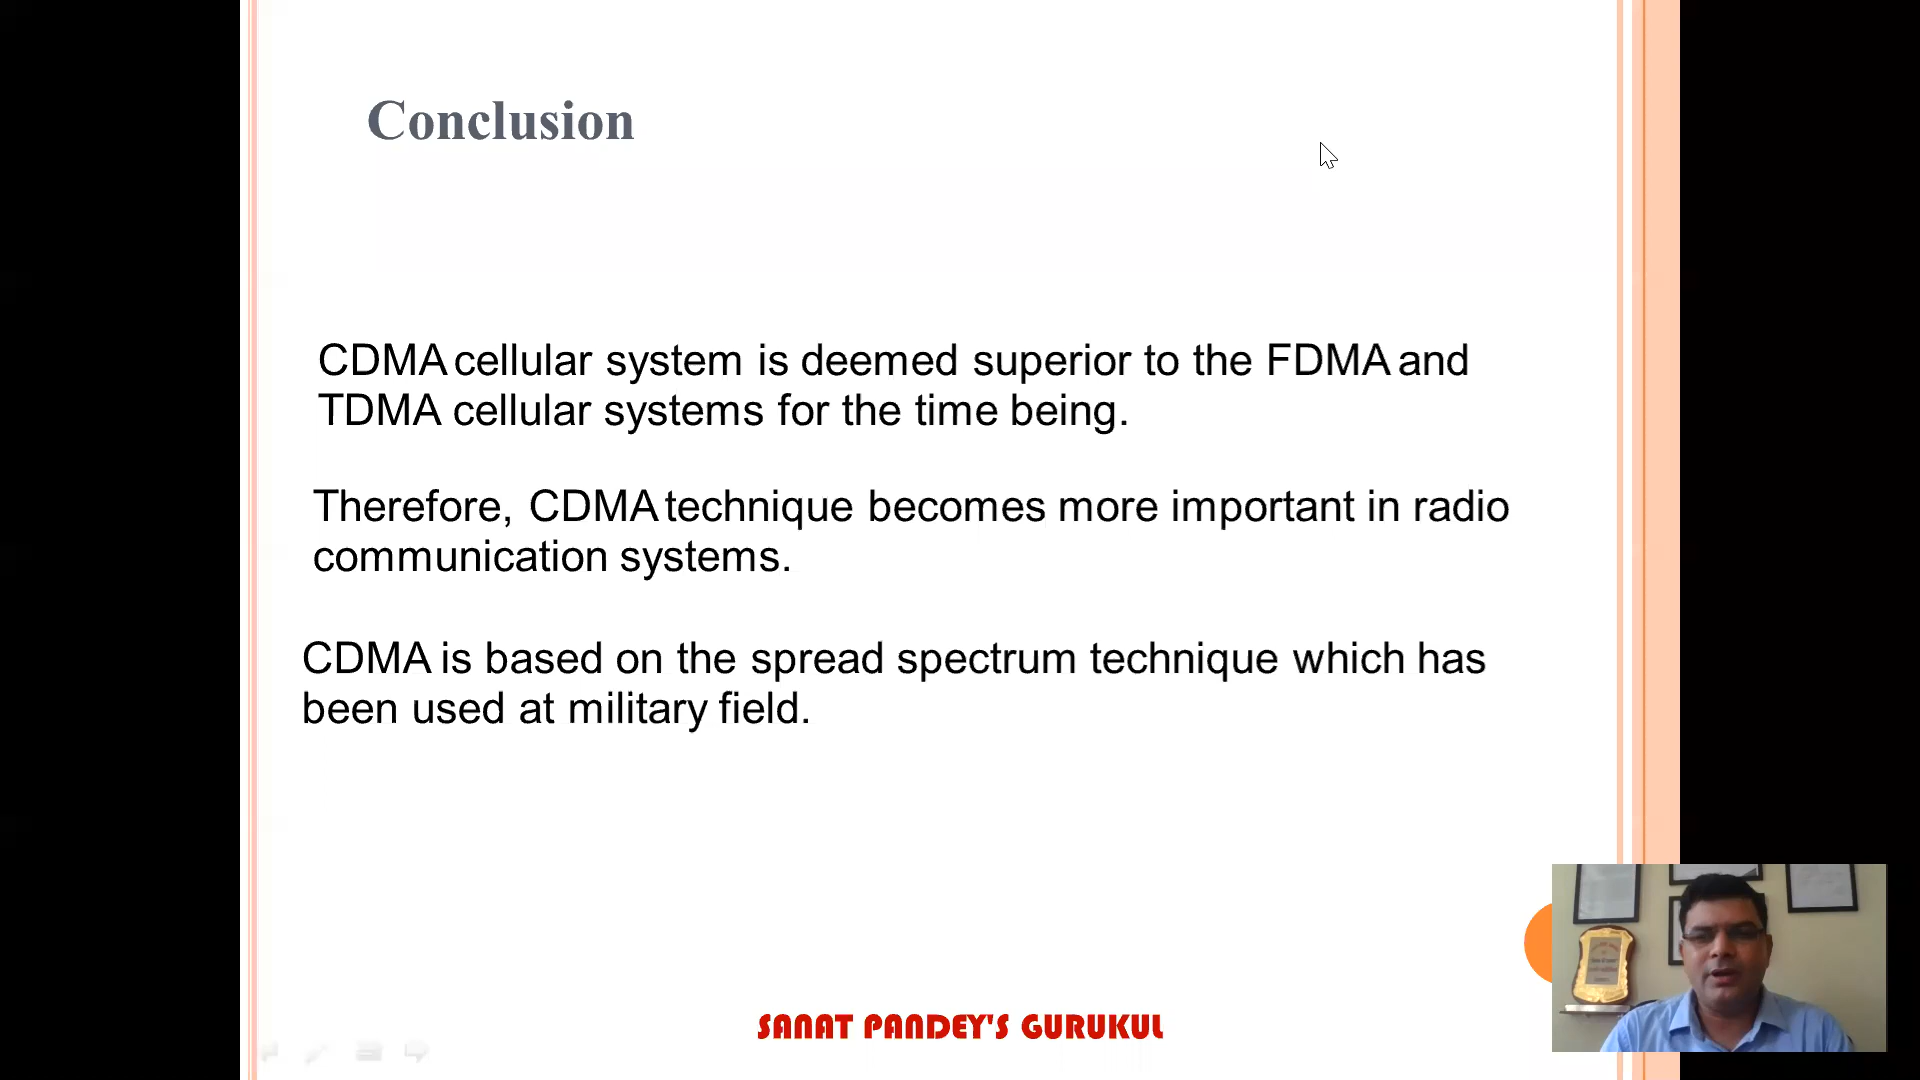 Conclusion
CDMA cellular system is deemed superior to the FDMA and
TDMA cellular systems for the time being.
Therefore, CDMA technique becomes more important in radio
communication systems.
CDMA is based on the spread spectrum technique which has
been used at military field.
SANAT PANDEY'S GURUKUL